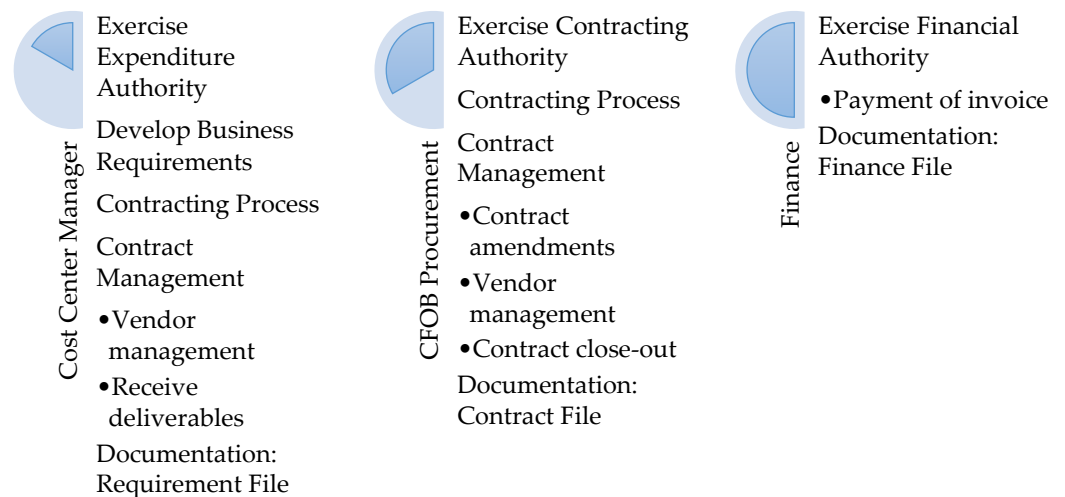 Cost Center Manager
Exercise
Expenditure
Authority
Develop Business
Requirements
Contracting Process
Contract
Management
•Vendor
management
•Receive
deliverables
Documentation:
Requirement File
CFOB Procurement
Exercise Contracting
Authority
Contracting Process
Contract
Management
•Contract
amendments
•Vendor
management
•Contract close-out
Documentation:
Contract File
Finance
Exercise Financial
Authority
•Payment of invoice
Documentation:
Finance File